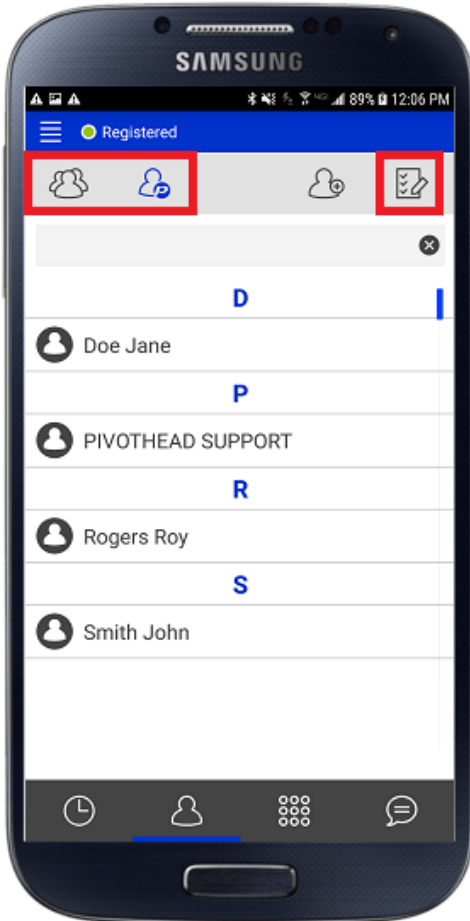 SAMSUNG
89% 12:06 PM
Registered
D
Doe Jane
P
PIVOTHEAD SUPPORT
R
Rogers Roy
S
Smith John